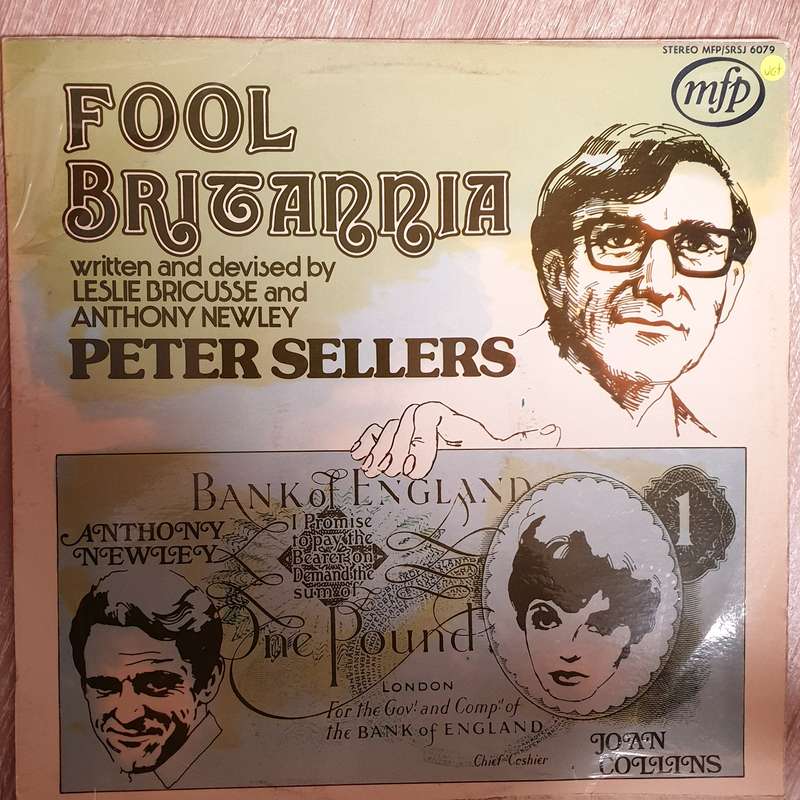 STEREO MFP/SRSJ 6079
mfp
VG+
FOOL
BRITANNIA
written and devised by
LESLIE BRICUSSE and
ANTHONY NEWLEY
PETER SELLERS
BANK of ENGLAND
1
ANTHONY
NEWLEY
I Promise
to pay the
Bearer on
Demand the
sum of
One Pound
LONDON
For the Govr. and Compa. of
the BANK of ENGLAND
Chief Cashier
JOAN
COLLINS